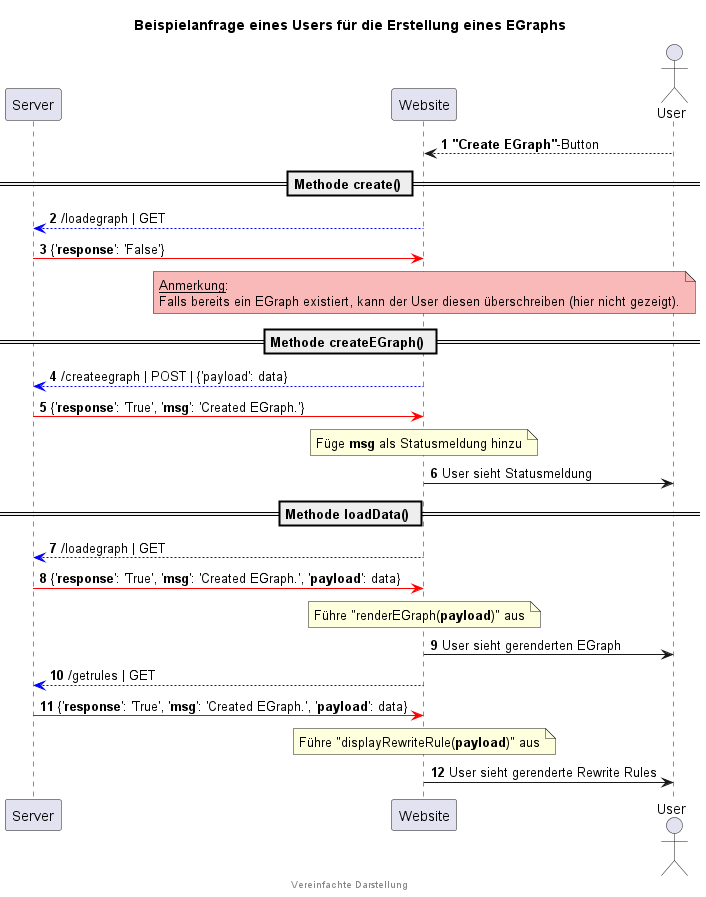 Beispielanfrage eines Users für die Erstellung eines EGraphs
Server
Website
User
1 "Create EGraph"-Button
Methode create()
2 /loadegraph | GET
3 {'response': 'False'}
Anmerkung:
Falls bereits ein EGraph existiert, kann der User diesen überschreiben (hier nicht gezeigt).
Methode createEGraph()
4 /createegraph | POST | {'payload': data}
5 {'response': 'True', 'msg': 'Created EGraph.'}
Füge msg als Statusmeldung hinzu
6 User sieht Statusmeldung
Methode loadData()
7 /loadegraph | GET
8 {'response': 'True', 'msg': 'Created EGraph.', 'payload': data}
Führe "renderEGraph(payload)" aus
9 User sieht gerenderten EGraph
10 /getrules | GET
11 {'response': 'True', 'msg': 'Created EGraph.', 'payload': data}
Führe "displayRewriteRule(payload)" aus
12 User sieht gerenderte Rewrite Rules
Server
Website
User
Vereinfachte Darstellung